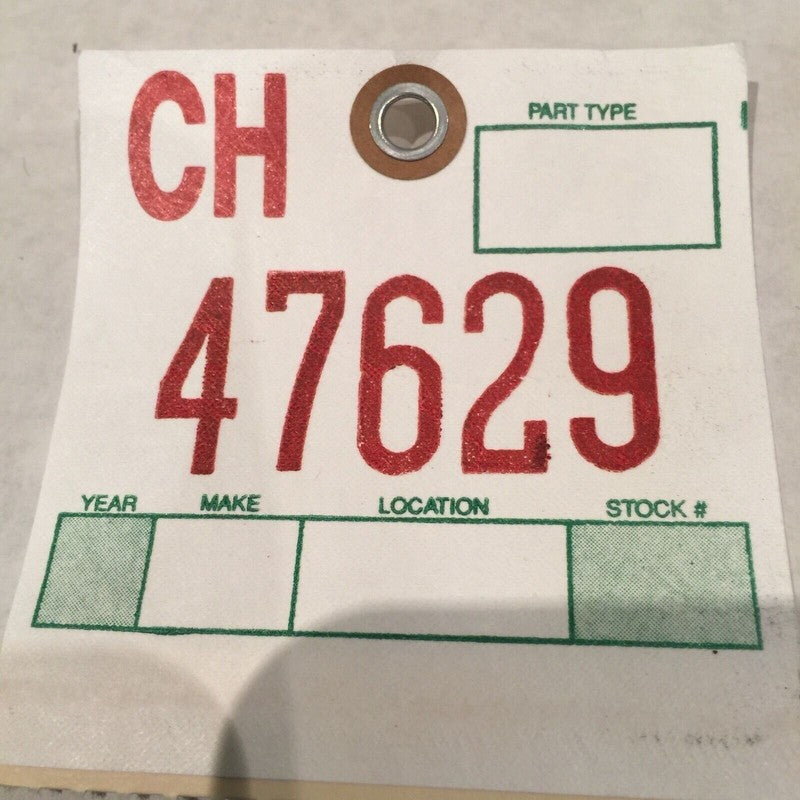 CH
PART TYPE
47629
YEAR MAKE LOCATION STOCK #